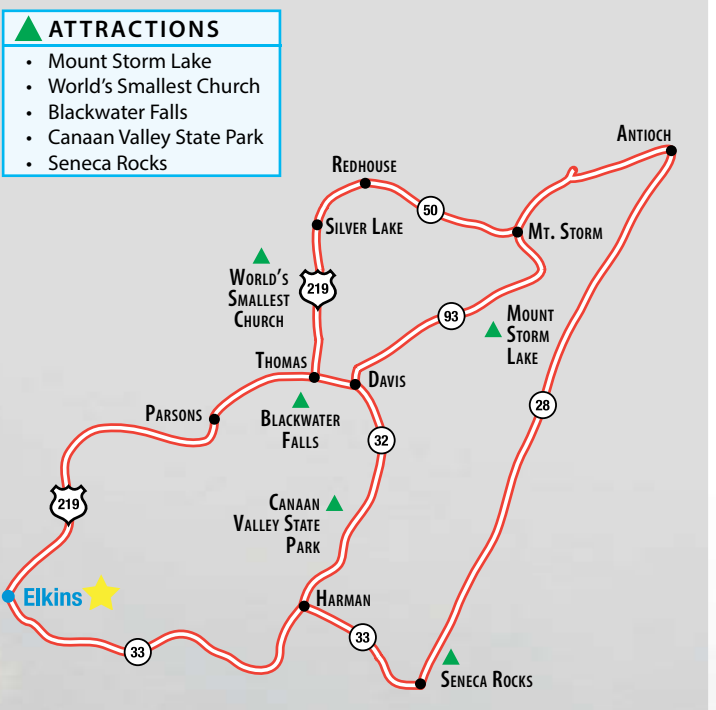 ATTRACTIONS
• Mount Storm Lake
• World's Smallest Church
• Blackwater Falls
• Canaan Valley State Park
• Seneca Rocks
ANTIOCH
REDHOUSE
50
SILVER LAKE
MT. STORM
WORLD'S
SMALLEST
CHURCH
219
93
MOUNT
STORM
LAKE
THOMAS
DAVIS
PARSONS
BLACKWATER
FALLS
28
32
219
CANAAN
VALLEY STATE
PARK
Elkins
HARMAN
33
33
SENECA ROCKS